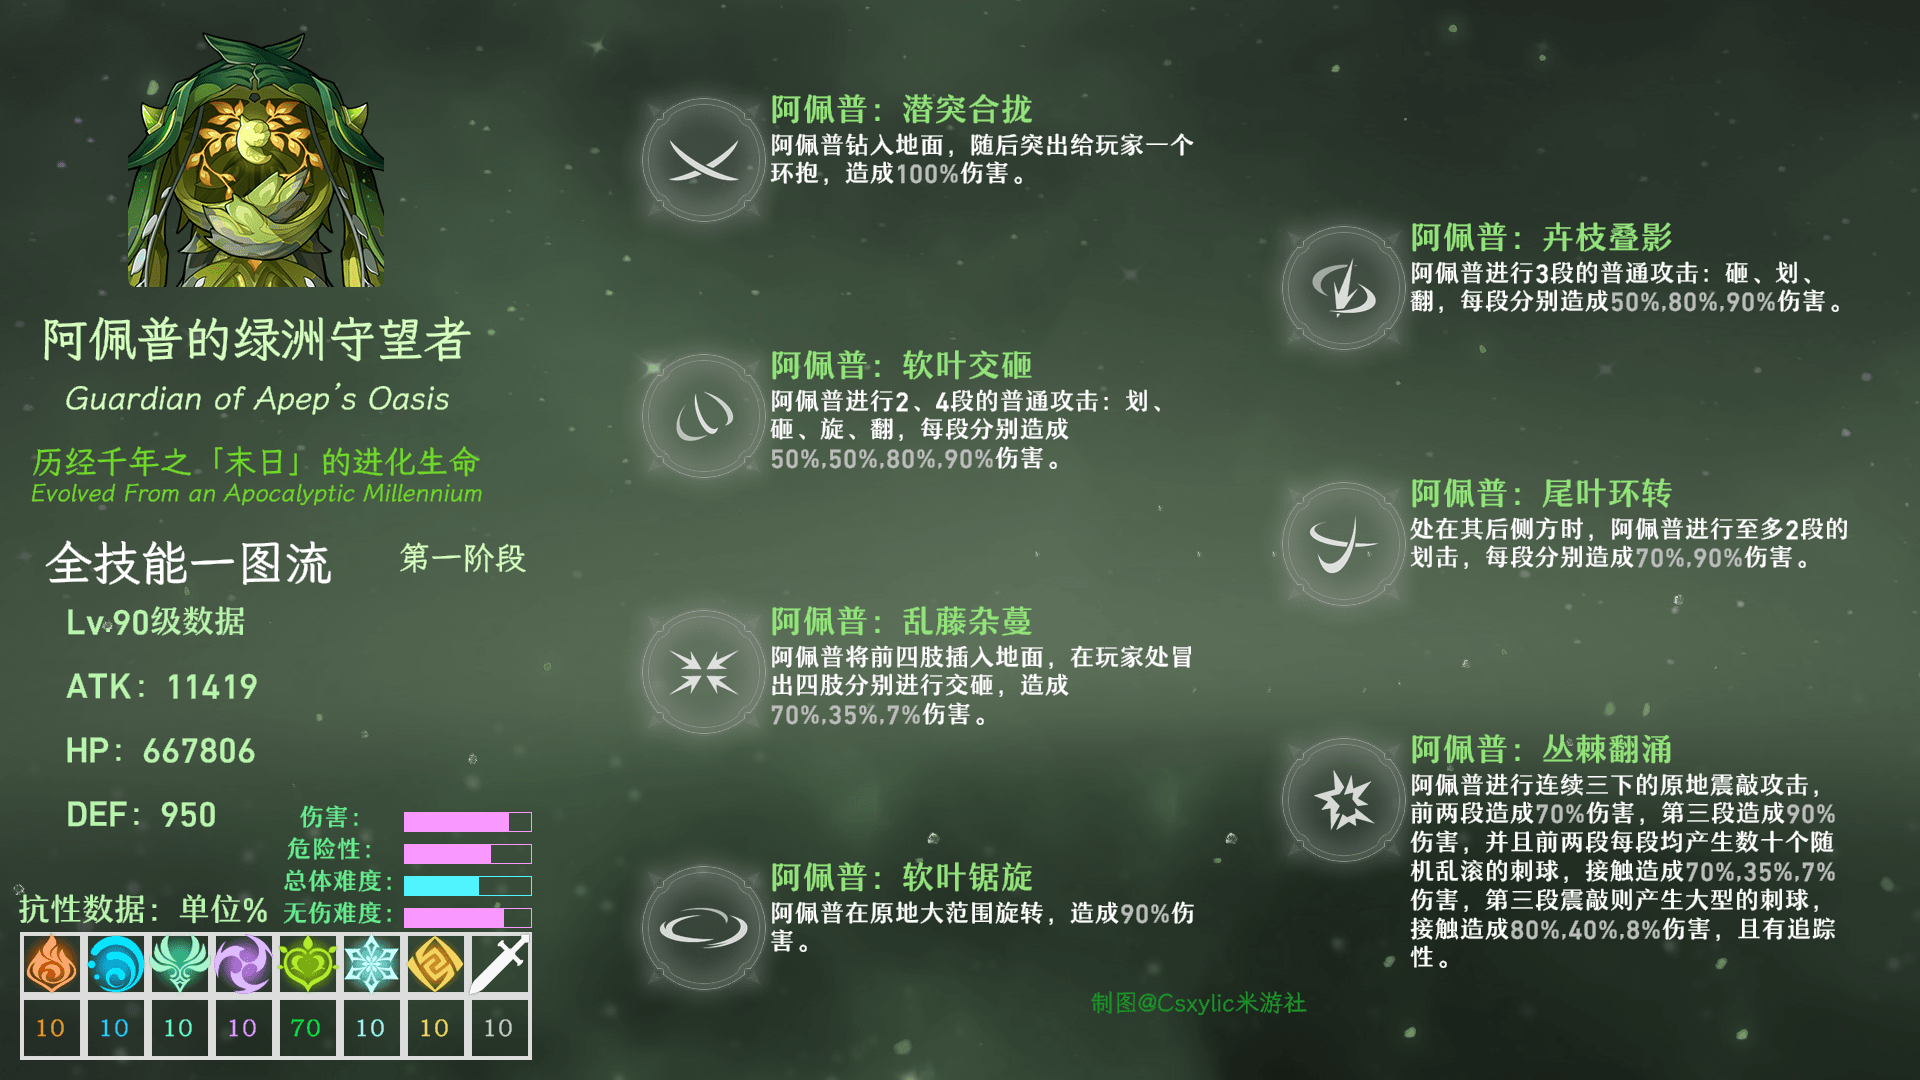 阿佩普的绿洲守望者
Guardian of Apep's Oasis
历经千年之「末日」的进化生命
Evolved From an Apocalyptic Millennium
全技能一图流
第一阶段
Lv.90级数据
ATK：11419
HP：667806
DEF：950
伤害：
危险性：
总体难度：
无伤难度：
抗性数据：单位%
10 10 10 10 70 10 10 10
阿佩普：潜突合拢
阿佩普钻入地面，随后突出给玩家一个
环抱，造成100%伤害。
阿佩普：卉枝叠影
阿佩普进行3段的普通攻击：砸、划、
翻，每段分别造成50%,80%,90%伤害。
阿佩普：软叶交砸
阿佩普进行2、4段的普通攻击：划、
砸、旋、翻，每段分别造成
50%,50%,80%,90%伤害。
阿佩普：尾叶环转
处在其后侧方时，阿佩普进行至多2段的
划击，每段分别造成70%,90%伤害。
阿佩普：乱藤杂蔓
阿佩普将前四肢插入地面，在玩家处冒
出四肢分别进行交砸，造成
70%,35%,7%伤害。
阿佩普：丛棘翻涌
阿佩普进行连续三下的原地震敲攻击，
前两段造成70%伤害，第三段造成90%
伤害，并且前两段每段均产生数十个随
机乱滚的刺球，接触造成70%,35%,7%
伤害，第三段震敲则产生大型的刺球，
接触造成80%,40%,8%伤害，且有追踪
性。
阿佩普：软叶锯旋
阿佩普在原地大范围旋转，造成90%伤
害。
制图@Csxylic米游社